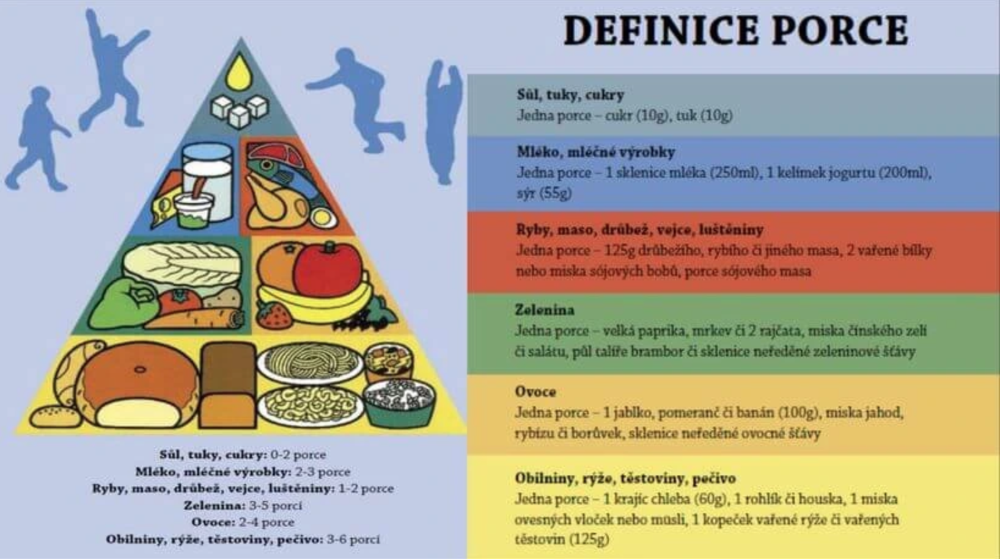 DEFINICE PORCE
Sůl, tuky, cukry
Jedna porce – cukr (10g), tuk (10g)
Mléko, mléčné výrobky
Jedna porce – 1 sklenice mléka (250ml), 1 kelímek jogurtu (200ml),
sýr (55g)
Ryby, maso, drůbež, vejce, luštěniny
Jedna porce – 125g drůbežího, rybího či jiného masa, 2 vařené bílky
nebo miska sójových bobů, porce sójového masa
Zelenina
Jedna porce – velká paprika, mrkev či 2 rajčata, miska čínského zelí
či salátu, půl talíře brambor či sklenice neředěné zeleninové šťávy
Ovoce
Jedna porce – 1 jablko, pomeranč či banán (100g), miska jahod,
rybízu či borůvek, sklenice neředěné ovocné šťávy
Obilniny, rýže, těstoviny, pečivo
Jedna porce – 1 krajíc chleba (60g), 1 rohlík či houska, 1 miska
ovesných vloček nebo müsli, 1 kopeček vařené rýže či vařených
těstovin (125g)
Sůl, tuky, cukry: 0-2 porce
Mléko, mléčné výrobky: 2-3 porce
Ryby, maso, drůbež, vejce, luštěniny: 1-2 porce
Zelenina: 3-5 porcí
Ovoce: 2-4 porce
Obilniny, rýže, těstoviny, pečivo: 3-6 porcí